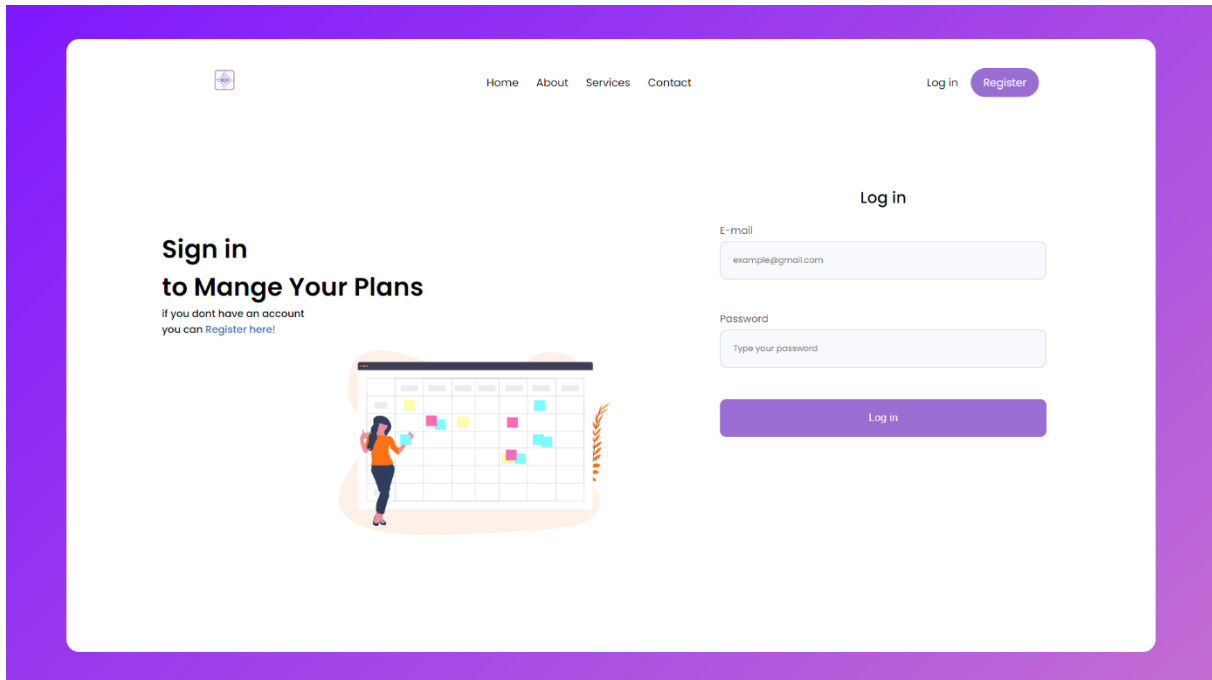 Home About Services Contact Log in Register
Log in
E-mail
example@gmail.com
Sign in
to Mange Your Plans
if you dont have an account
you can Register here!
Password
Type your password
Log in